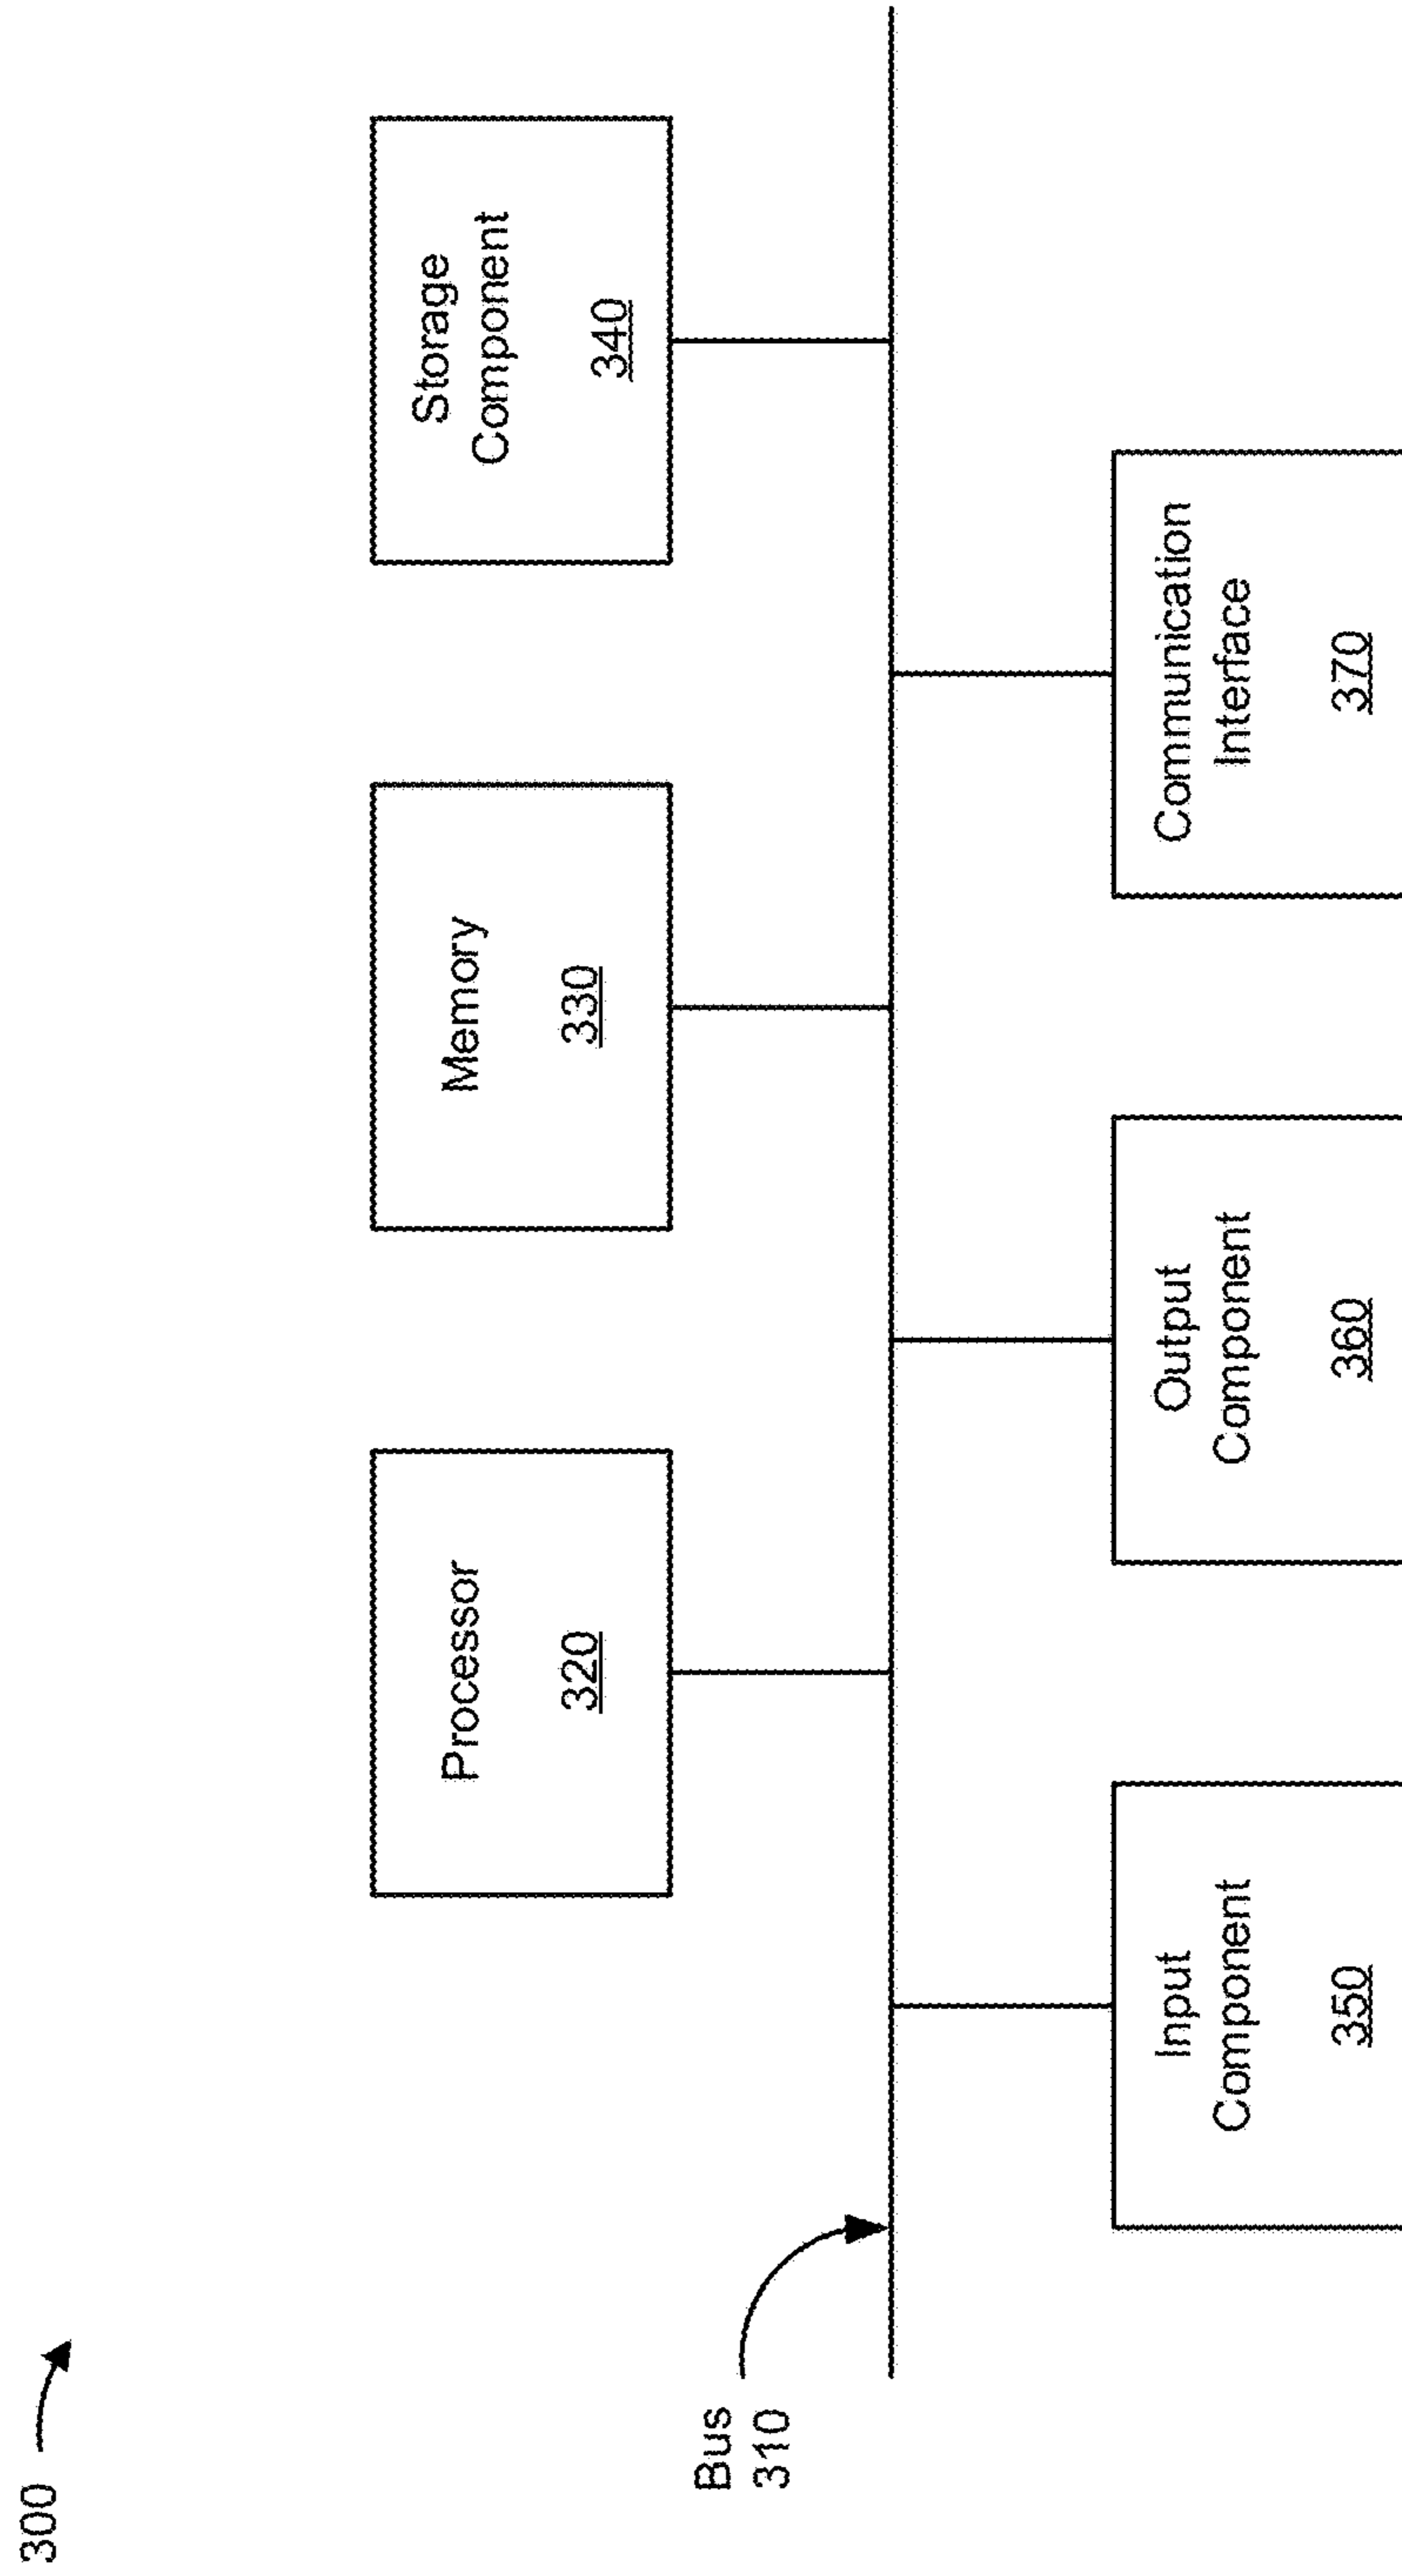 300
Bus
310
Processor
320
Memory
330
Storage
Component
340
Input
Component
350
Output
Component
360
Communication
Interface
370